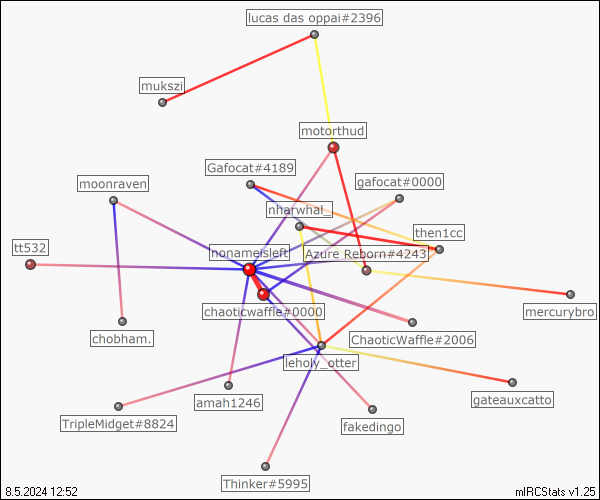 lucas das oppai#2396
mukszi
motorthud
Gafocat#4189
moonraven
gafocat#0000
nharwhal_
then1cc
tt532
nonameisleft
Azure Reborn#4243
chaoticwaffle#0000
mercurybro
chobham.
ChaoticWaffle#2006
leholy_otter
amah1246
gateauxcatto
TripleMidget#8824
fakedingo
Thinker#5995
8.5.2024 12:52
mIRCStats v1.25